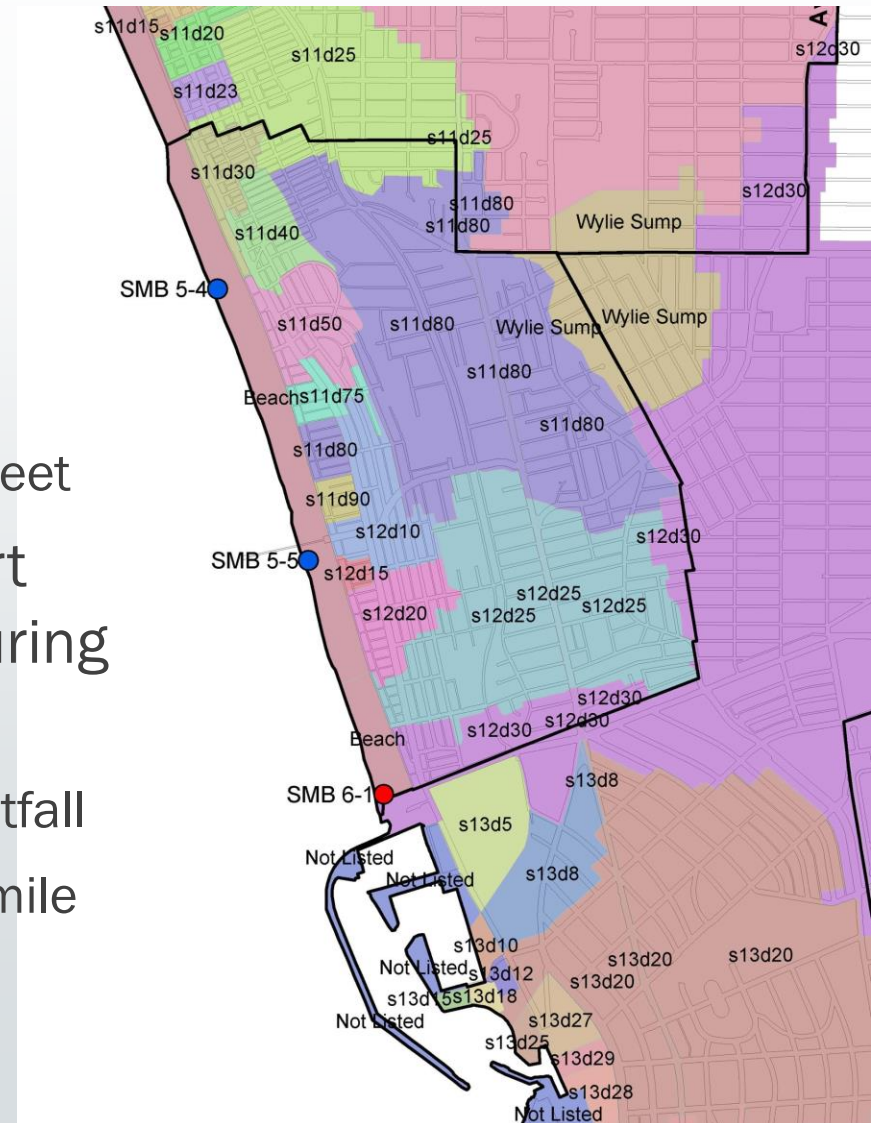 eet
rt
uring
tfall
mile
s11d15
s11d20
s12d30
s11d25
s11d23
s11d25
s11d30
s12d30
s11d80
Wylie Sump
s11d80
s11d40
SMB 5-4
s11d50
s11d80
Wylie Sump
Wylie Sump
s11d80
Beach
s11d75
s11d80
s11d80
s11d90
s12d10
s12d30
SMB 5-5
s12d15
s12d25
s12d20
s12d25
s12d25
s12d30
s12d30
s12d30
Beach
s13d8
SMB 6-1
s13d5
Not Listed
s13d8
Not Listed
s13d10
s13d20
s13d20
Not Listed
s13d12
s13d20
s13d15
s13d18
Not Listed
s13d27
s13d25
s13d29
s13d28
Not Listed